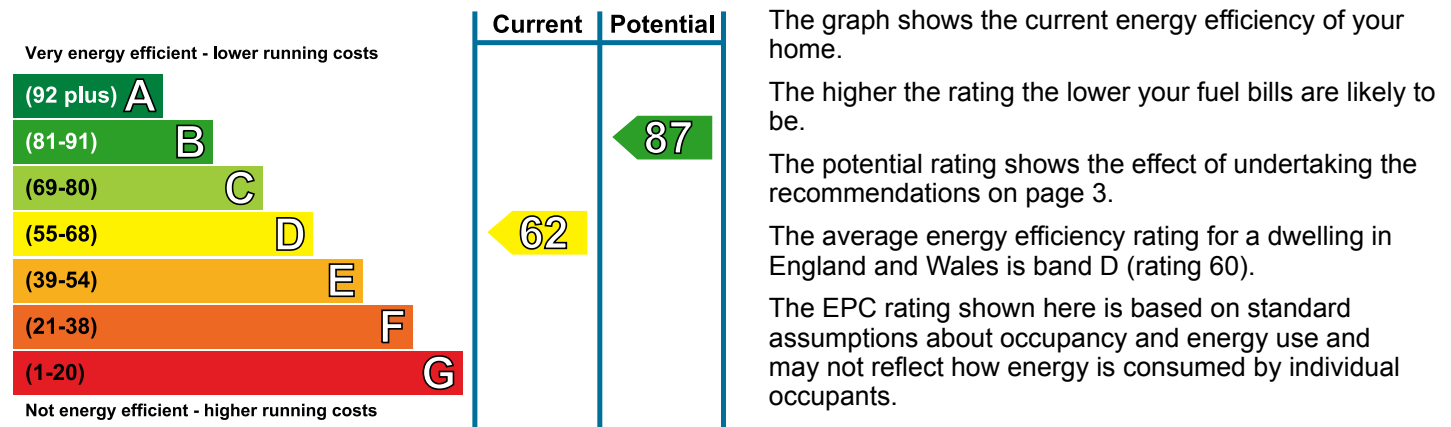 Current Potential
Very energy efficient - lower running costs
(92 plus) A
(81-91) B
87
(69-80) C
(55-68) D
62
(39-54) E
(21-38) F
(1-20) G
Not energy efficient - higher running costs
The graph shows the current energy efficiency of your
home.
The higher the rating the lower your fuel bills are likely to
be.
The potential rating shows the effect of undertaking the
recommendations on page 3.
The average energy efficiency rating for a dwelling in
England and Wales is band D (rating 60).
The EPC rating shown here is based on standard
assumptions about occupancy and energy use and
may not reflect how energy is consumed by individual
occupants.